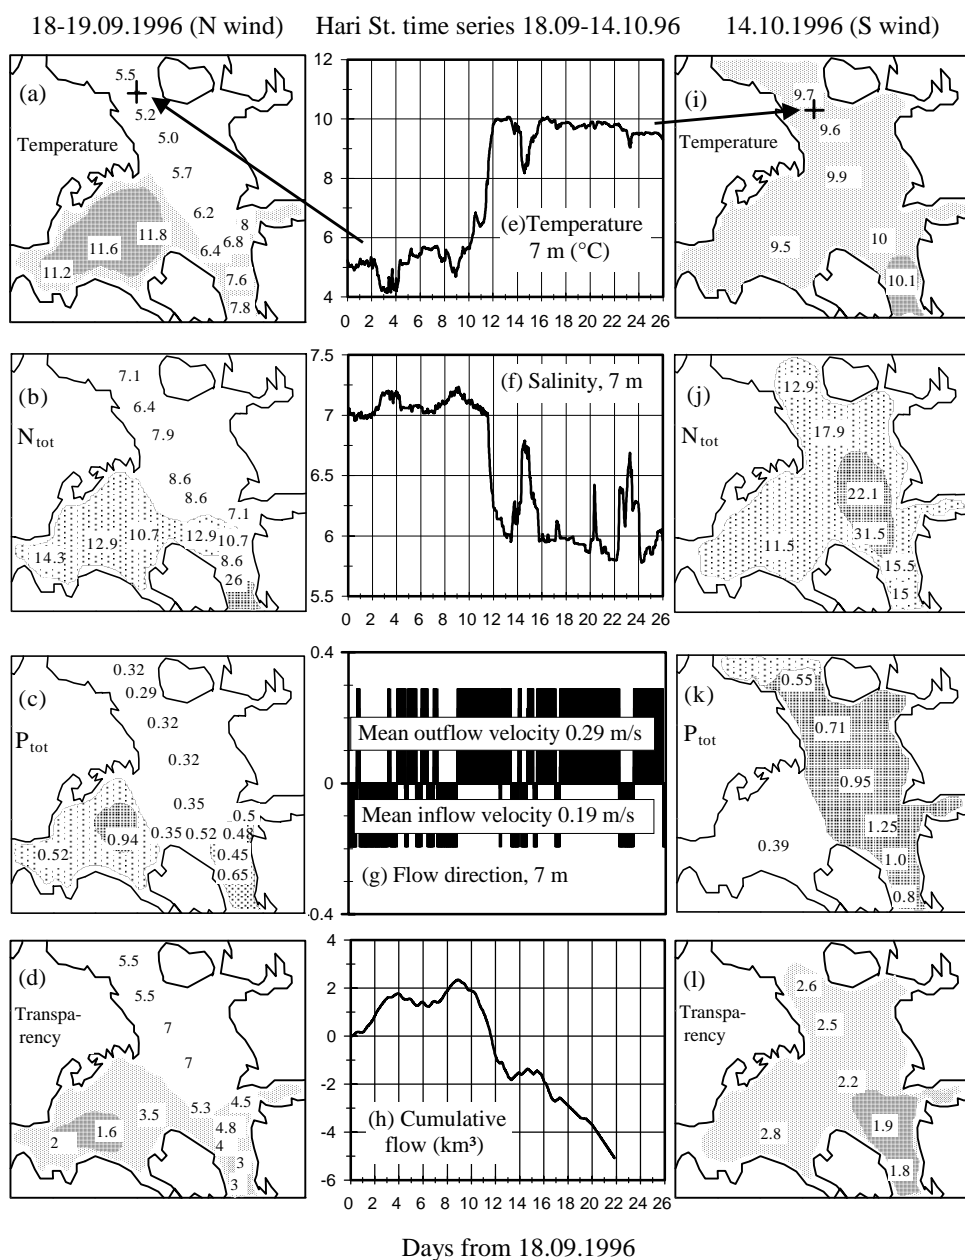 18-19.09.1996 (N wind)
Hari St. time series 18.09-14.10.96
14.10.1996 (S wind)
(a)
Temperature
5.5
5.2
5.0
5.7
6.2
8
6.8
6.4
11.8
11.6
11.2
7.6
7.8
12
10
8
6
4
(e)Temperature
7 m (°C)
0 2 4 6 8 10 12 14 16 18 20 22 24 26
(i)
Temperature
9.7
9.6
9.9
10
9.5
10.1
(b)
Ntot
7.1
6.4
7.9
8.6
8.6
7.1
10.7
12.9
10.7
12.9
14.3
8.6
26
7.5
7
6.5
6
5.5
(f) Salinity, 7 m
0 2 4 6 8 10 12 14 16 18 20 22 24 26
(j)
Ntot
12.9
17.9
22.1
31.5
11.5
15.5
15
(c)
Ptot
0.32
0.29
0.32
0.32
0.35
0.5
0.48
0.52
0.35
0.94
0.52
0.45
0.65
0.4
0
-0.4
Mean outflow velocity 0.29 m/s
Mean inflow velocity 0.19 m/s
(g) Flow direction, 7 m
(k)
Ptot
0.55
0.71
0.95
1.25
1.0
0.39
0.8
(d)
Transpa-
rency
5.5
5.5
7
7
4.5
5.3
3.5
4.8
1.6
2
4
3
3
4
2
0
-2
-4
-6
(h) Cumulative
flow (km³)
0 2 4 6 8 10 12 14 16 18 20 22 24 26
(l)
Transpa-
rency
2.6
2.5
2.2
1.9
2.8
1.8
Days from 18.09.1996